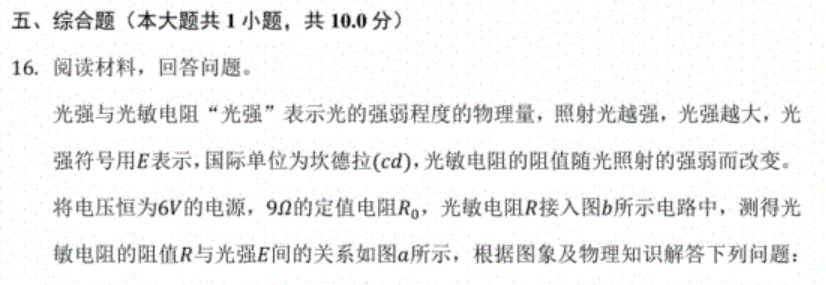 五、综合题（本大题共 1 小题，共 10.0 分）
16. 阅读材料，回答问题。
光强与光敏电阻“光强”表示光的强弱程度的物理量，照射光越强，光强越大，光
强符号用E表示，国际单位为坎德拉(cd)，光敏电阻的阻值随光照射的强弱而改变。
将电压恒为6V的电源，9Ω的定值电阻R₀，光敏电阻R接入图b所示电路中，测得光
敏电阻的阻值R与光强E间的关系如图a所示，根据图象及物理知识解答下列问题：